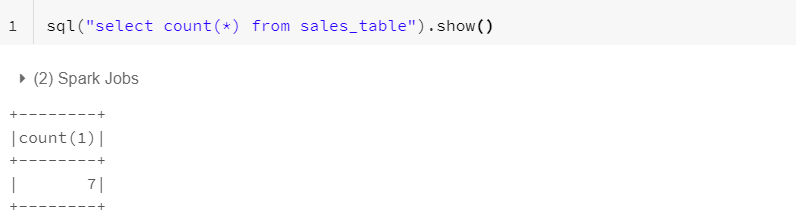 1 sql("select count(*) from sales_table").show()
(2) Spark Jobs
+--------+
|count(1)|
+--------+
|       7|
+--------+